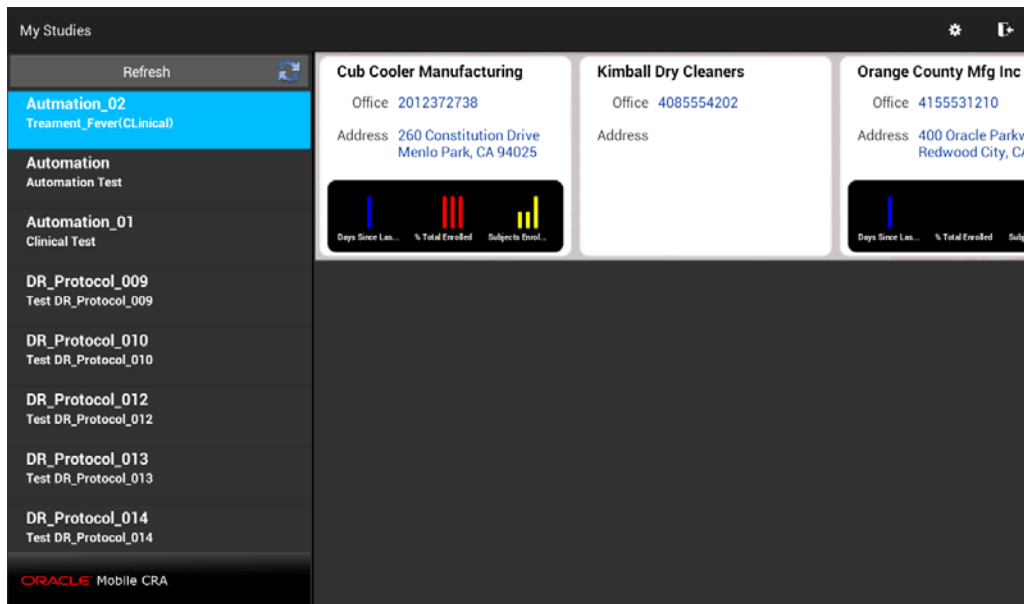 My Studies
Refresh
Autmation_02
Treament_Fever(CLinical)
Automation
Automation Test
Automation_01
Clinical Test
DR_Protocol_009
Test DR_Protocol_009
DR_Protocol_010
Test DR_Protocol_010
DR_Protocol_012
Test DR_Protocol_012
DR_Protocol_013
Test DR_Protocol_013
DR_Protocol_014
Test DR_Protocol_014
ORACLE Mobile CRA
Cub Cooler Manufacturing
Office 2012372738
Address 260 Constitution Drive
Menlo Park, CA 94025
Days Since Las... % Total Enrolled Subjects Enrol...
Kimball Dry Cleaners
Office 4085554202
Address
Orange County Mfg Inc
Office 4155531210
Address 400 Oracle Parkw
Redwood City, CA
Days Since Las... % Total Enrolled Subj